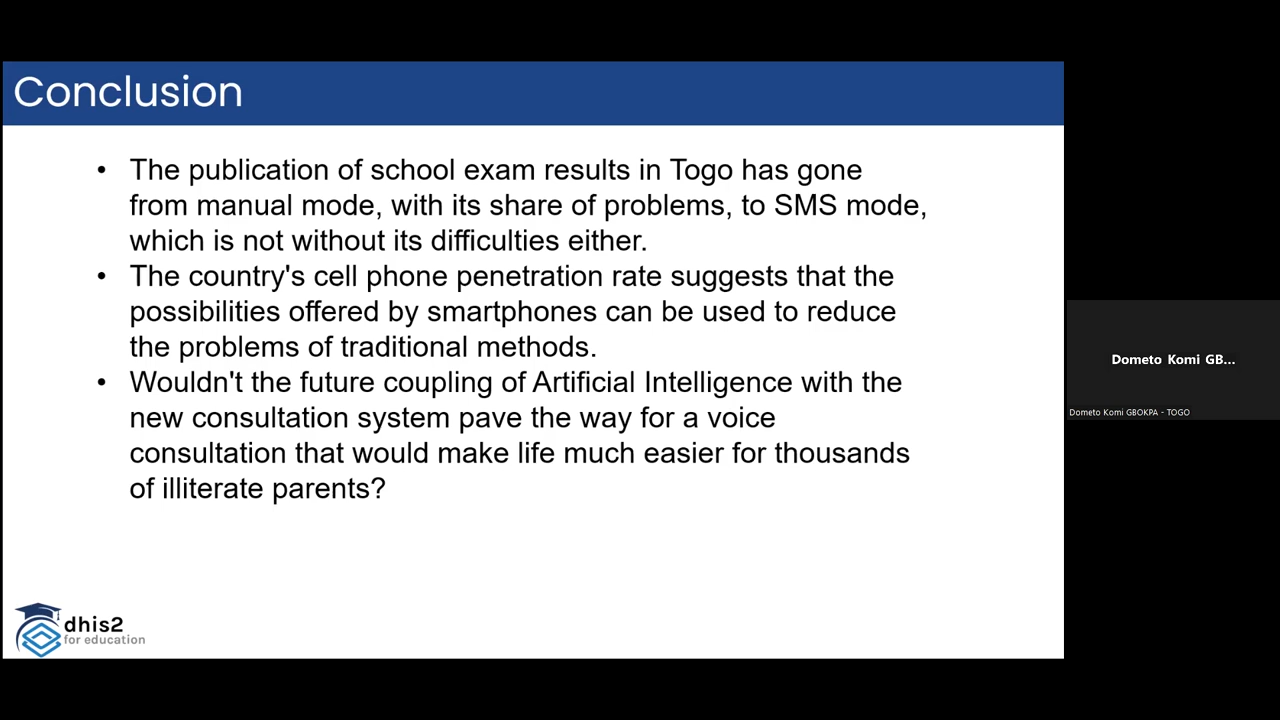 Conclusion
• The publication of school exam results in Togo has gone
from manual mode, with its share of problems, to SMS mode,
which is not without its difficulties either.
• The country's cell phone penetration rate suggests that the
possibilities offered by smartphones can be used to reduce
the problems of traditional methods.
• Wouldn't the future coupling of Artificial Intelligence with the
new consultation system pave the way for a voice
consultation that would make life much easier for thousands
of illiterate parents?
Dometo Komi GB...
Dometo Komi GBOKPA - TOGO
dhis2
for education